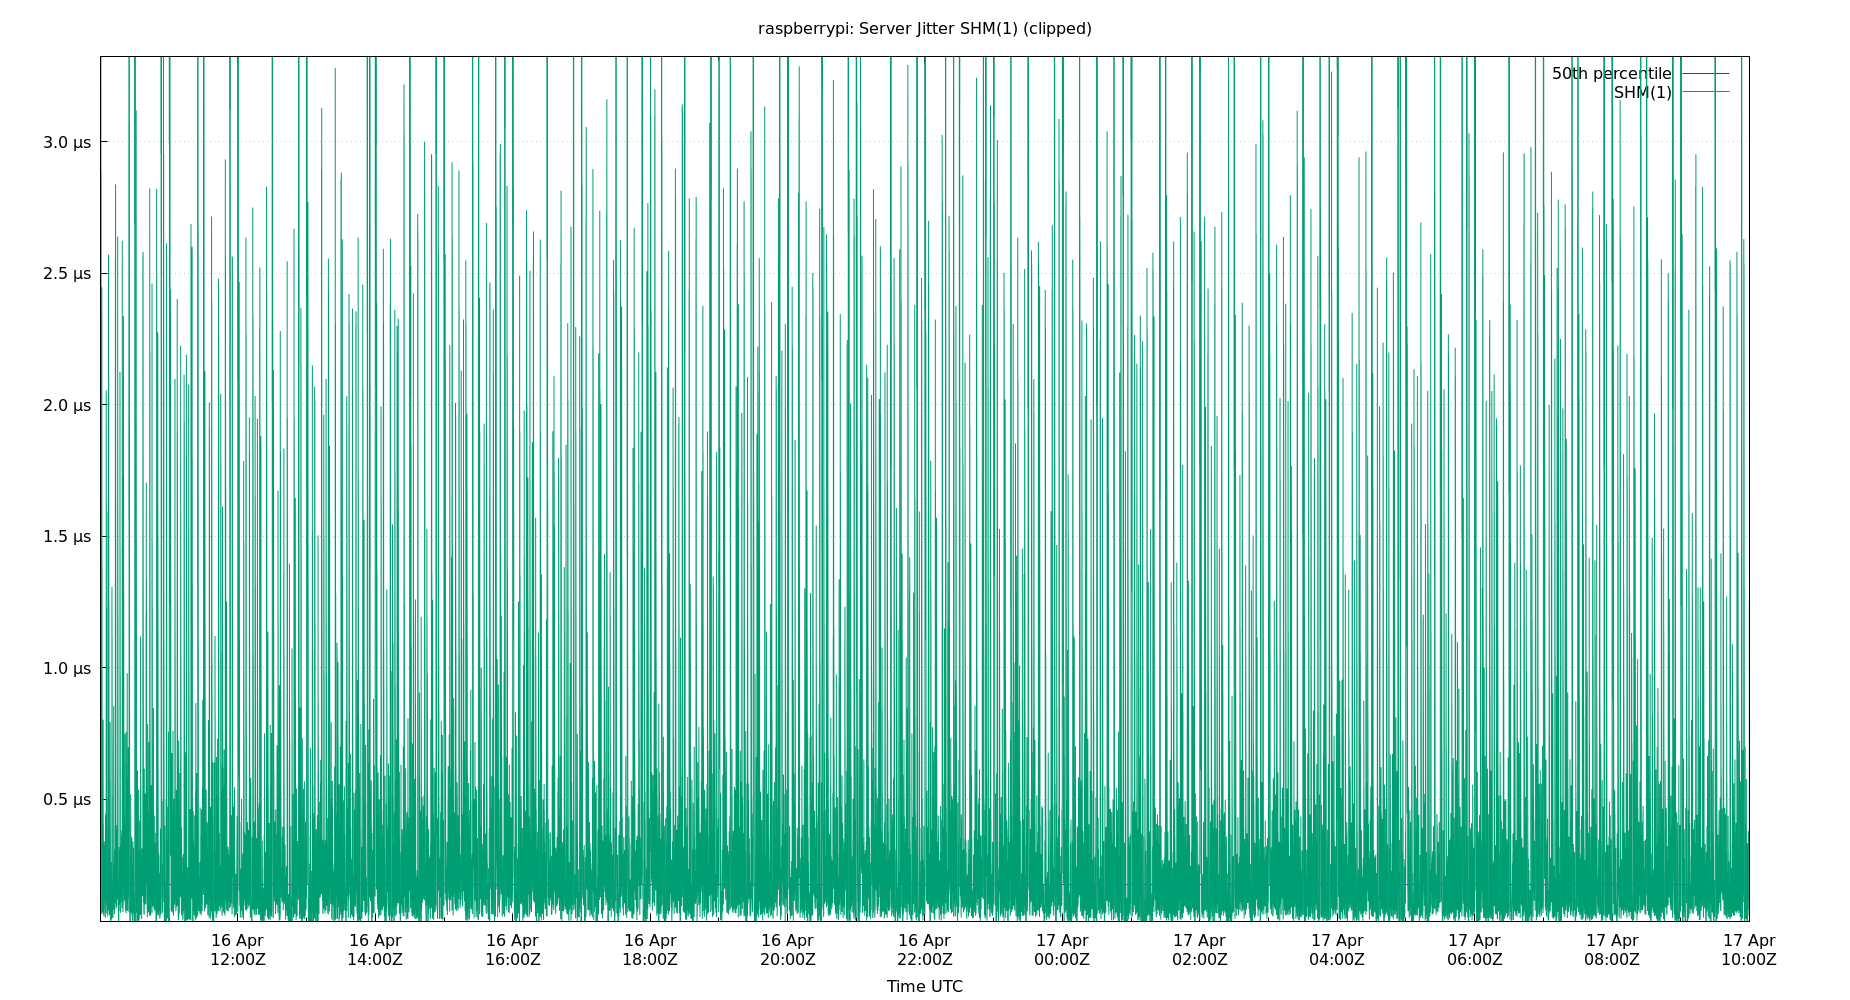 raspberrypi: Server Jitter SHM(1) (clipped)
50th percentile
SHM(1)
3.0 µs
2.5 µs
2.0 µs
1.5 µs
1.0 µs
0.5 µs
16 Apr 16 Apr 16 Apr 16 Apr 16 Apr 16 Apr 17 Apr 17 Apr 17 Apr 17 Apr 17 Apr 17 Apr
12:00Z 14:00Z 16:00Z 18:00Z 20:00Z 22:00Z 00:00Z 02:00Z 04:00Z 06:00Z 08:00Z 10:00Z
Time UTC